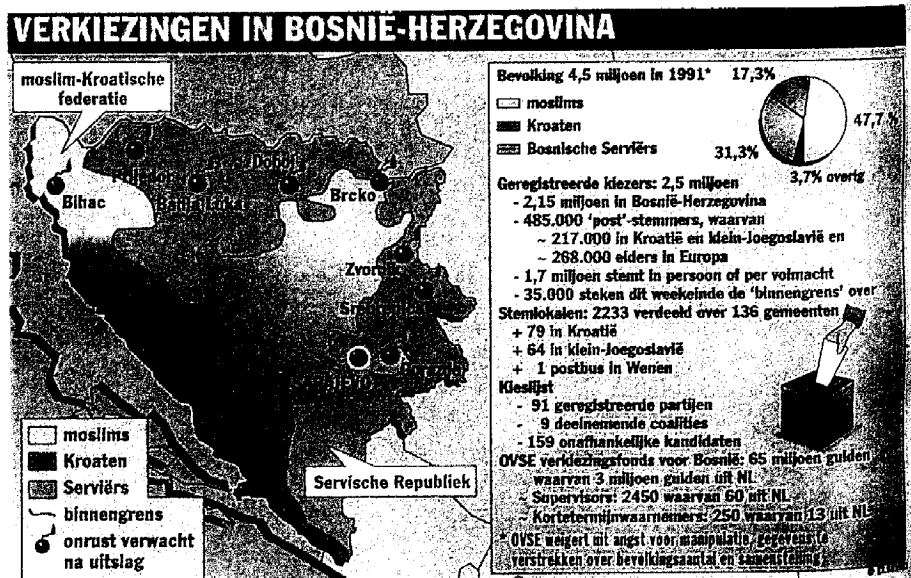 VERKIEZINGEN IN BOSNIË-HERZEGOVINA
moslim-Kroatische
federatie
Bihac
Prijedor
Banja Luka
Doboj
Brcko
Zvornik
Servische Republiek
moslims
Kroaten
Serviërs
binnengrens
onrust verwacht
na uitslag
Bevolking 4,5 miljoen in 1991*
17,3%
moslims
47,7%
Kroaten
Bosnische Serviërs
31,3%
3,7% overig
Geregistreerde kiezers: 2,5 miljoen
- 2,15 miljoen in Bosnië-Herzegovina
- 485.000 'post'-stemmers, waarvan
~ 217.000 in Kroatië en klein-Joegoslavië en
~ 268.000 elders in Europa
- 1,7 miljoen stemt in persoon of per volmacht
- 35.000 steken dit weekeinde de 'binnengrens' over
Stemlokalen: 2233 verdeeld over 136 gemeenten
+ 79 in Kroatië
+ 64 in klein-Joegoslavië
+ 1 postbus in Wenen
Kieslijst
- 91 geregistreerde partijen
- 9 deelnemende coalities
- 159 onafhankelijke kandidaten
OVSE verkiezingsfonds voor Bosnië: 65 miljoen gulden
waarvan 3 miljoen gulden uit NL
~ Supervisors: 2450 waarvan 60 uit NL
~ Kortetermijnwaarnemers: 250 waarvan 13 uit NL
* OVSE weigert uit angst voor manipulatie, gegevens te
verstrekken over bevolkingsaantal en samenstelling